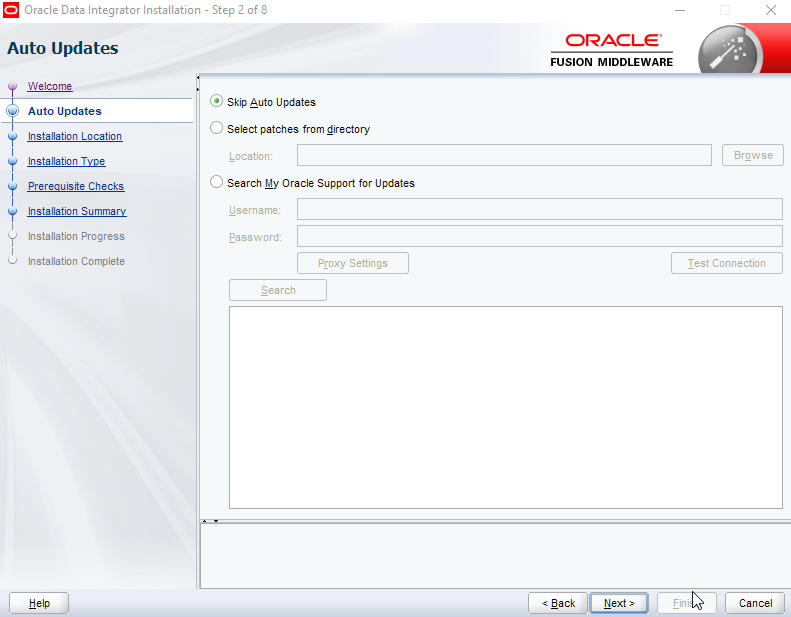 Oracle Data Integrator Installation - Step 2 of 8
Auto Updates
ORACLE
FUSION MIDDLEWARE
Welcome
Auto Updates
Installation Location
Installation Type
Prerequisite Checks
Installation Summary
Installation Progress
Installation Complete
Skip Auto Updates
Select patches from directory
Location:
Browse
Search My Oracle Support for Updates
Username:
Password:
Proxy Settings
Test Connection
Search
Help
< Back
Next >
Cancel